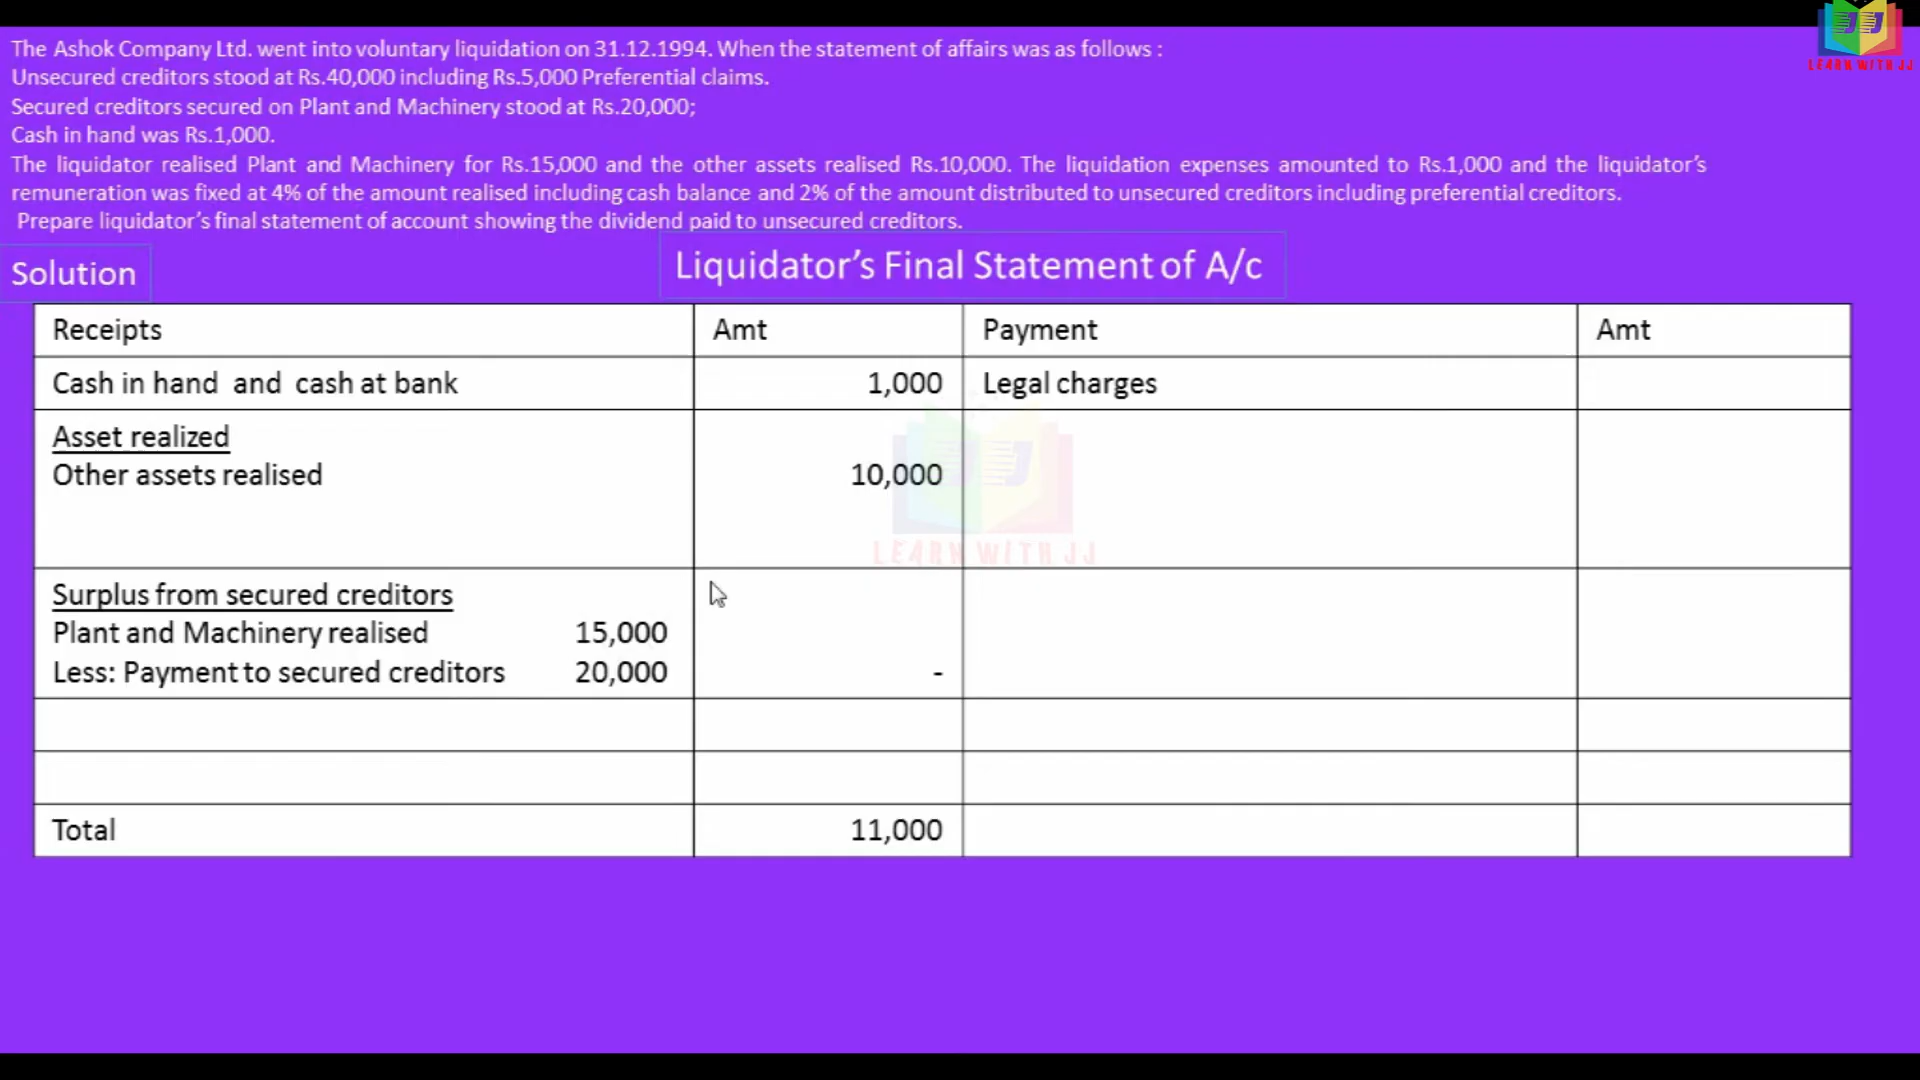 LEARN WITH JJ
The Ashok Company Ltd. went into voluntary liquidation on 31.12.1994. When the statement of affairs was as follows :
Unsecured creditors stood at Rs.40,000 including Rs.5,000 Preferential claims.
Secured creditors secured on Plant and Machinery stood at Rs.20,000;
Cash in hand was Rs.1,000.
The liquidator realised Plant and Machinery for Rs.15,000 and the other assets realised Rs.10,000. The liquidation expenses amounted to Rs.1,000 and the liquidator's
remuneration was fixed at 4% of the amount realised including cash balance and 2% of the amount distributed to unsecured creditors including preferential creditors.
Prepare liquidator's final statement of account showing the dividend paid to unsecured creditors.
Solution
Liquidator's Final Statement of A/c
Receipts Amt Payment Amt
Cash in hand and cash at bank 1,000 Legal charges
Asset realized
Other assets realised 10,000
LEARN WITH JJ
Surplus from secured creditors
Plant and Machinery realised 15,000
Less: Payment to secured creditors 20,000 -
Total 11,000